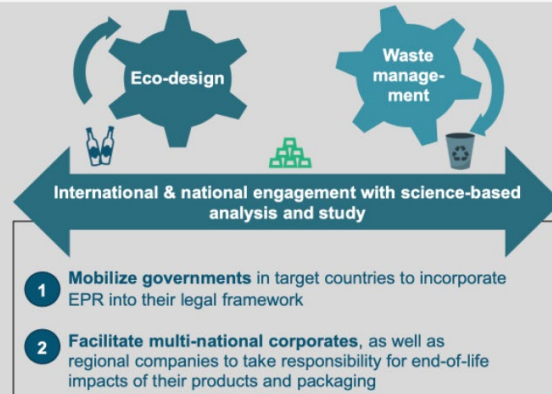 Eco-design
Waste
manage-
ment
International & national engagement with science-based
analysis and study
1
Mobilize governments in target countries to incorporate
EPR into their legal framework
2
Facilitate multi-national corporates, as well as
regional companies to take responsibility for end-of-life
impacts of their products and packaging